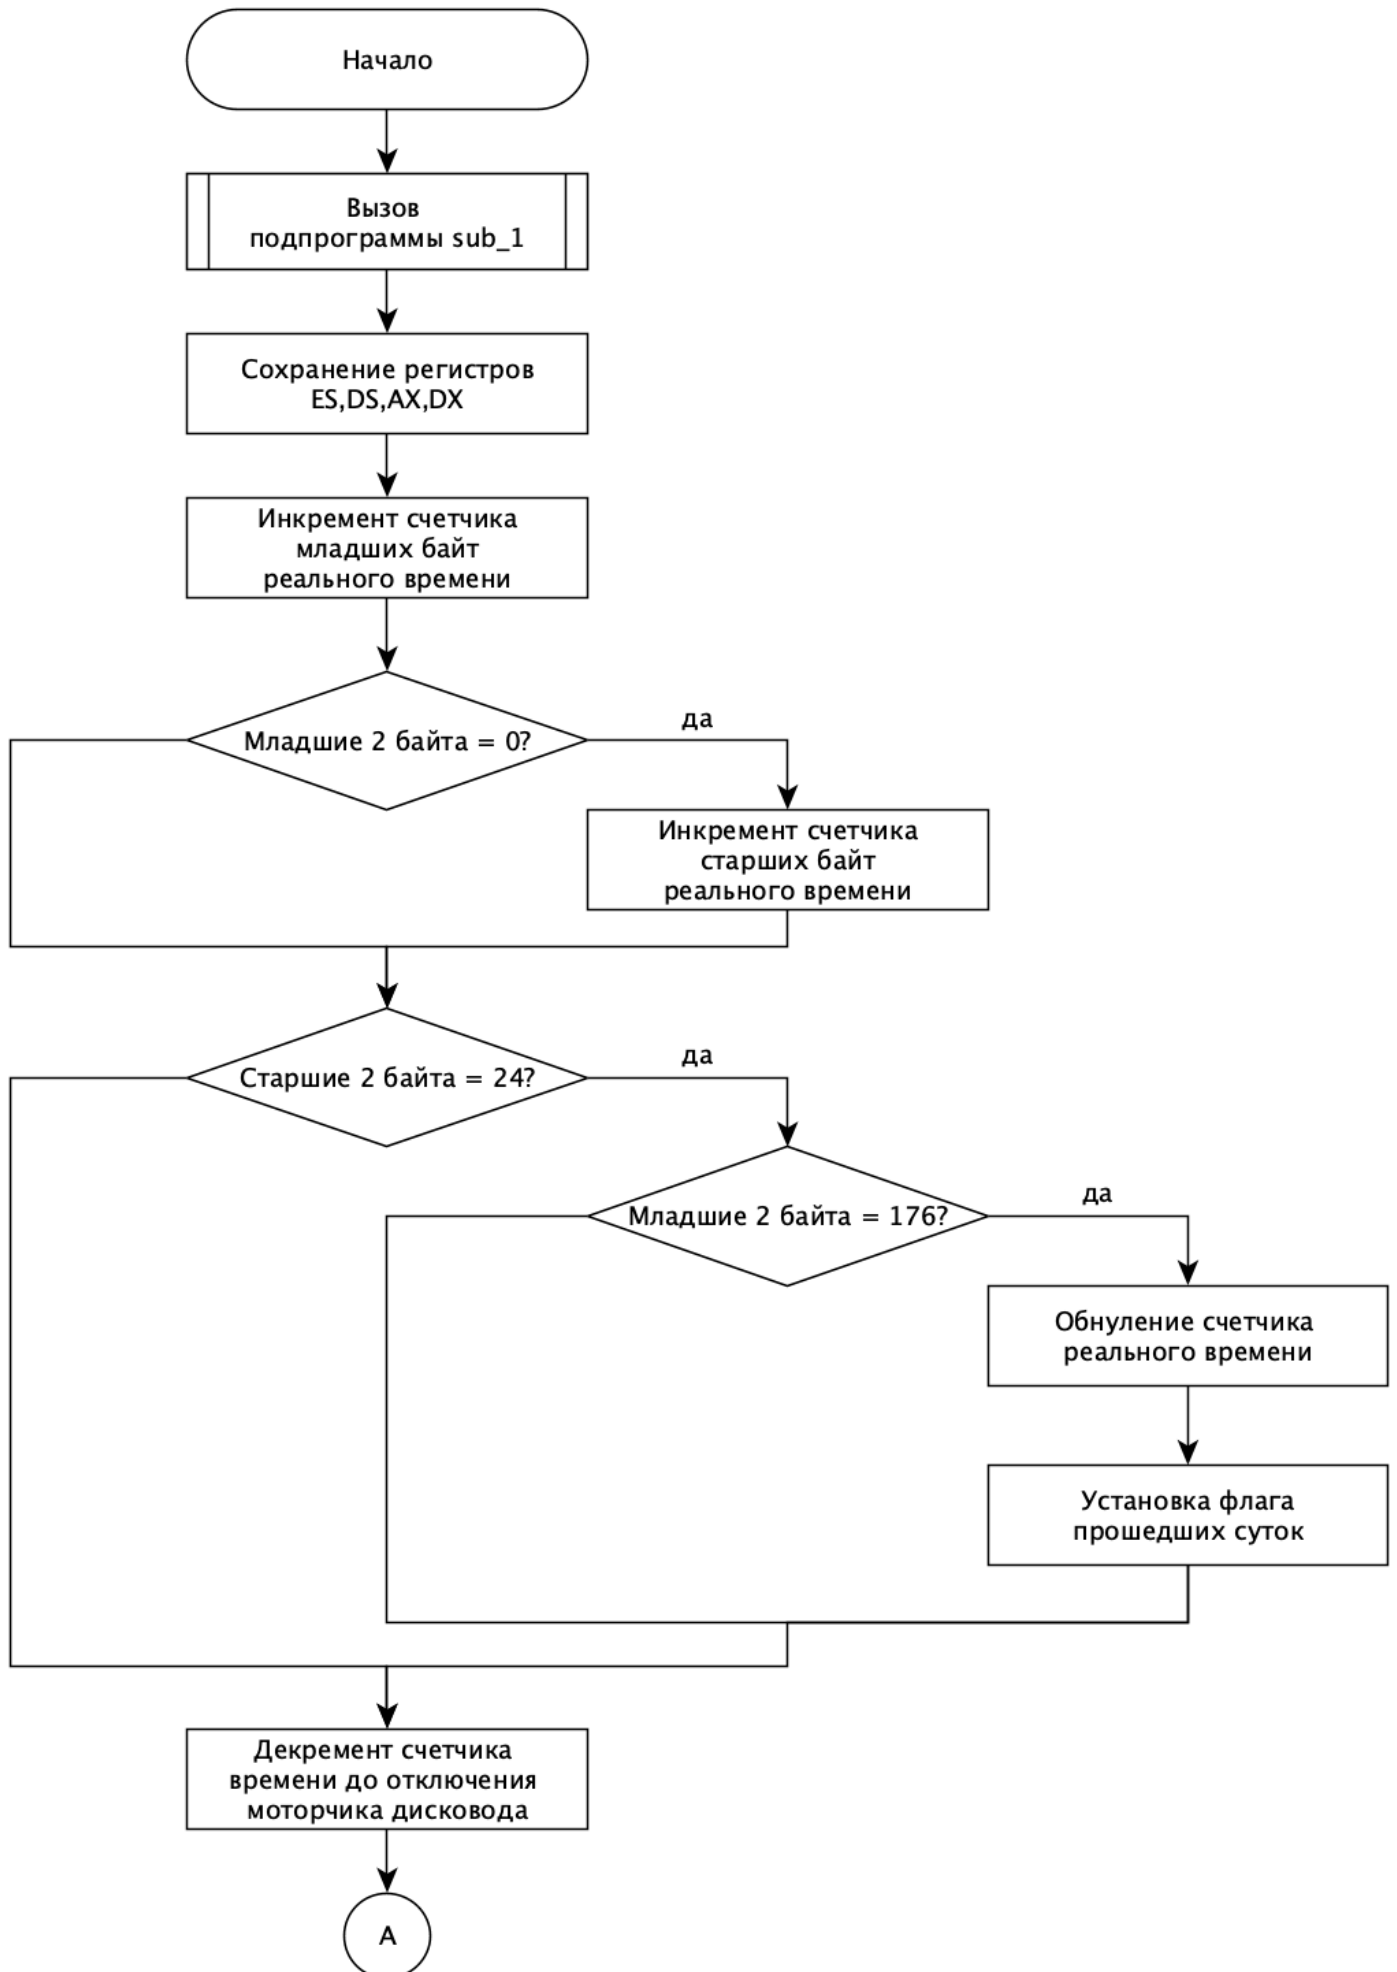 Начало
Вызов
подпрограммы sub_1
Сохранение регистров
ES,DS,AX,DX
Инкремент счетчика
младших байт
реального времени
Младшие 2 байта = 0?
да
Инкремент счетчика
старших байт
реального времени
Старшие 2 байта = 24?
да
Младшие 2 байта = 176?
да
Обнуление счетчика
реального времени
Установка флага
прошедших суток
Декремент счетчика
времени до отключения
моторчика дисковода
А